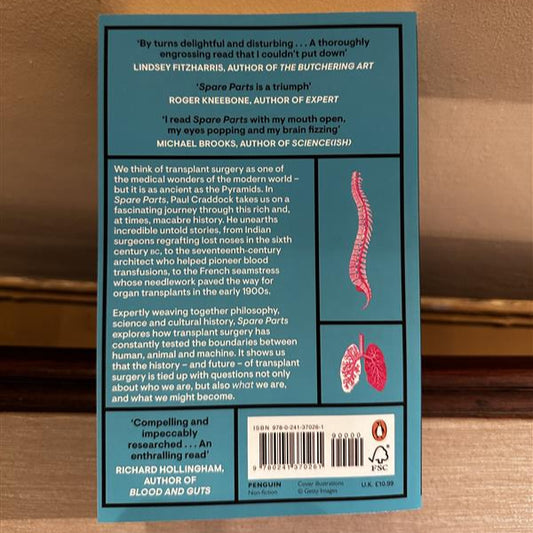 ‘By turns delightful and disturbing . . . A thoroughly
engrossing read that I couldn’t put down’
LINDSEY FITZHARRIS, AUTHOR OF THE BUTCHERING ART
‘Spare Parts is a triumph’
ROGER KNEEBONE, AUTHOR OF EXPERT
‘I read Spare Parts with my mouth open,
my eyes popping and my brain fizzing’
MICHAEL BROOKS, AUTHOR OF SCIENCE(ISH)
We think of transplant surgery as one of
the medical wonders of the modern world –
but it is as ancient as the Pyramids. In
Spare Parts, Paul Craddock takes us on a
fascinating journey through this rich and,
at times, macabre history. He unearths
incredible untold stories, from Indian
surgeons regrafting lost noses in the sixth
century BC, to the seventeenth-century
architect who helped pioneer blood
transfusions, to the French seamstress
whose needlework paved the way for
organ transplants in the early 1900s.
Expertly weaving together philosophy,
science and cultural history, Spare Parts
explores how transplant surgery has
constantly tested the boundaries between
human, animal and machine. It shows us
that the history – and future – of transplant
surgery is tied up with questions not only
about who we are, but also what we are,
and what we might become.
‘Compelling and
impeccably
researched . . . An
enthralling read’
RICHARD HOLLINGHAM,
AUTHOR OF
BLOOD AND GUTS
ISBN 978-0-241-37026-1
90000
9 780241 370261
FSC
PENGUIN
Non-fiction
Cover illustrations
© Getty Images
U.K. £10.99